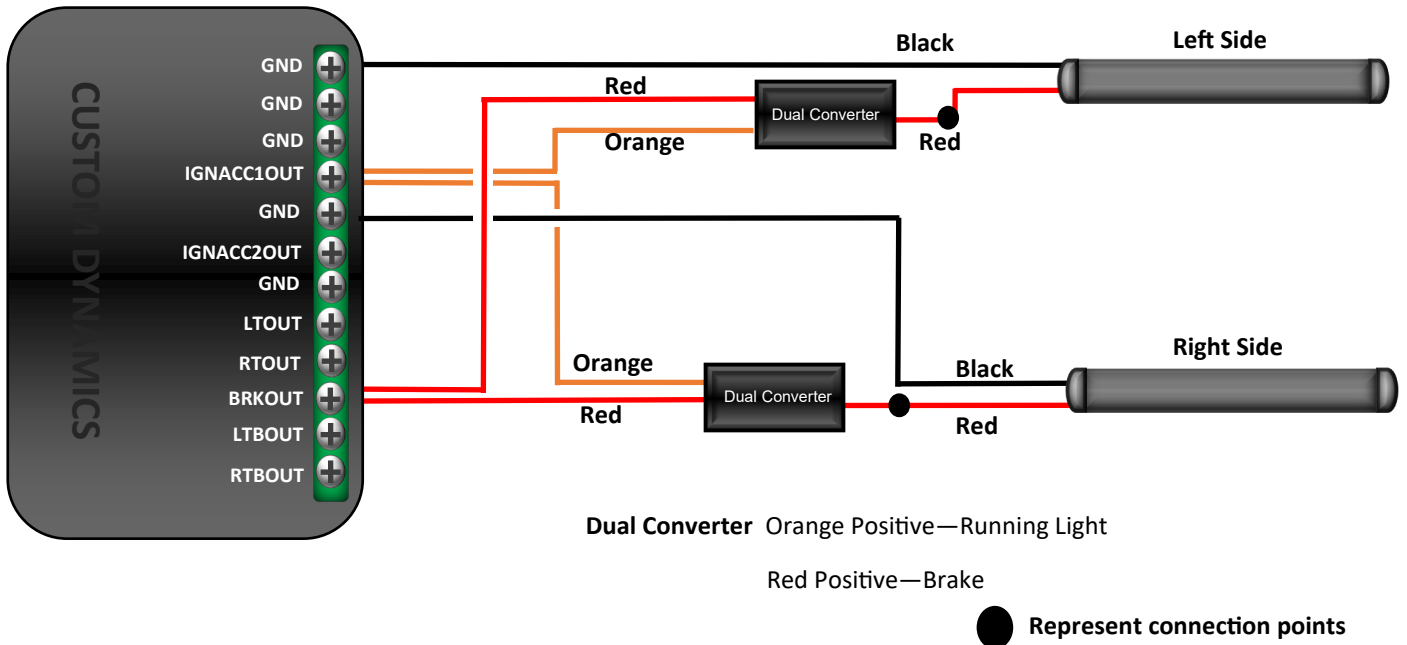 CUSTOM DYNAMICS
GND
GND
GND
IGNACC1OUT
GND
IGNACC2OUT
GND
LTOUT
RTOUT
BRKOUT
LTBOUT
RTBOUT
Black
Left Side
Red
Dual Converter
Orange
Red
Orange
Dual Converter
Red
Black
Right Side
Red
Dual Converter Orange Positive—Running Light
Red Positive—Brake
Represent connection points